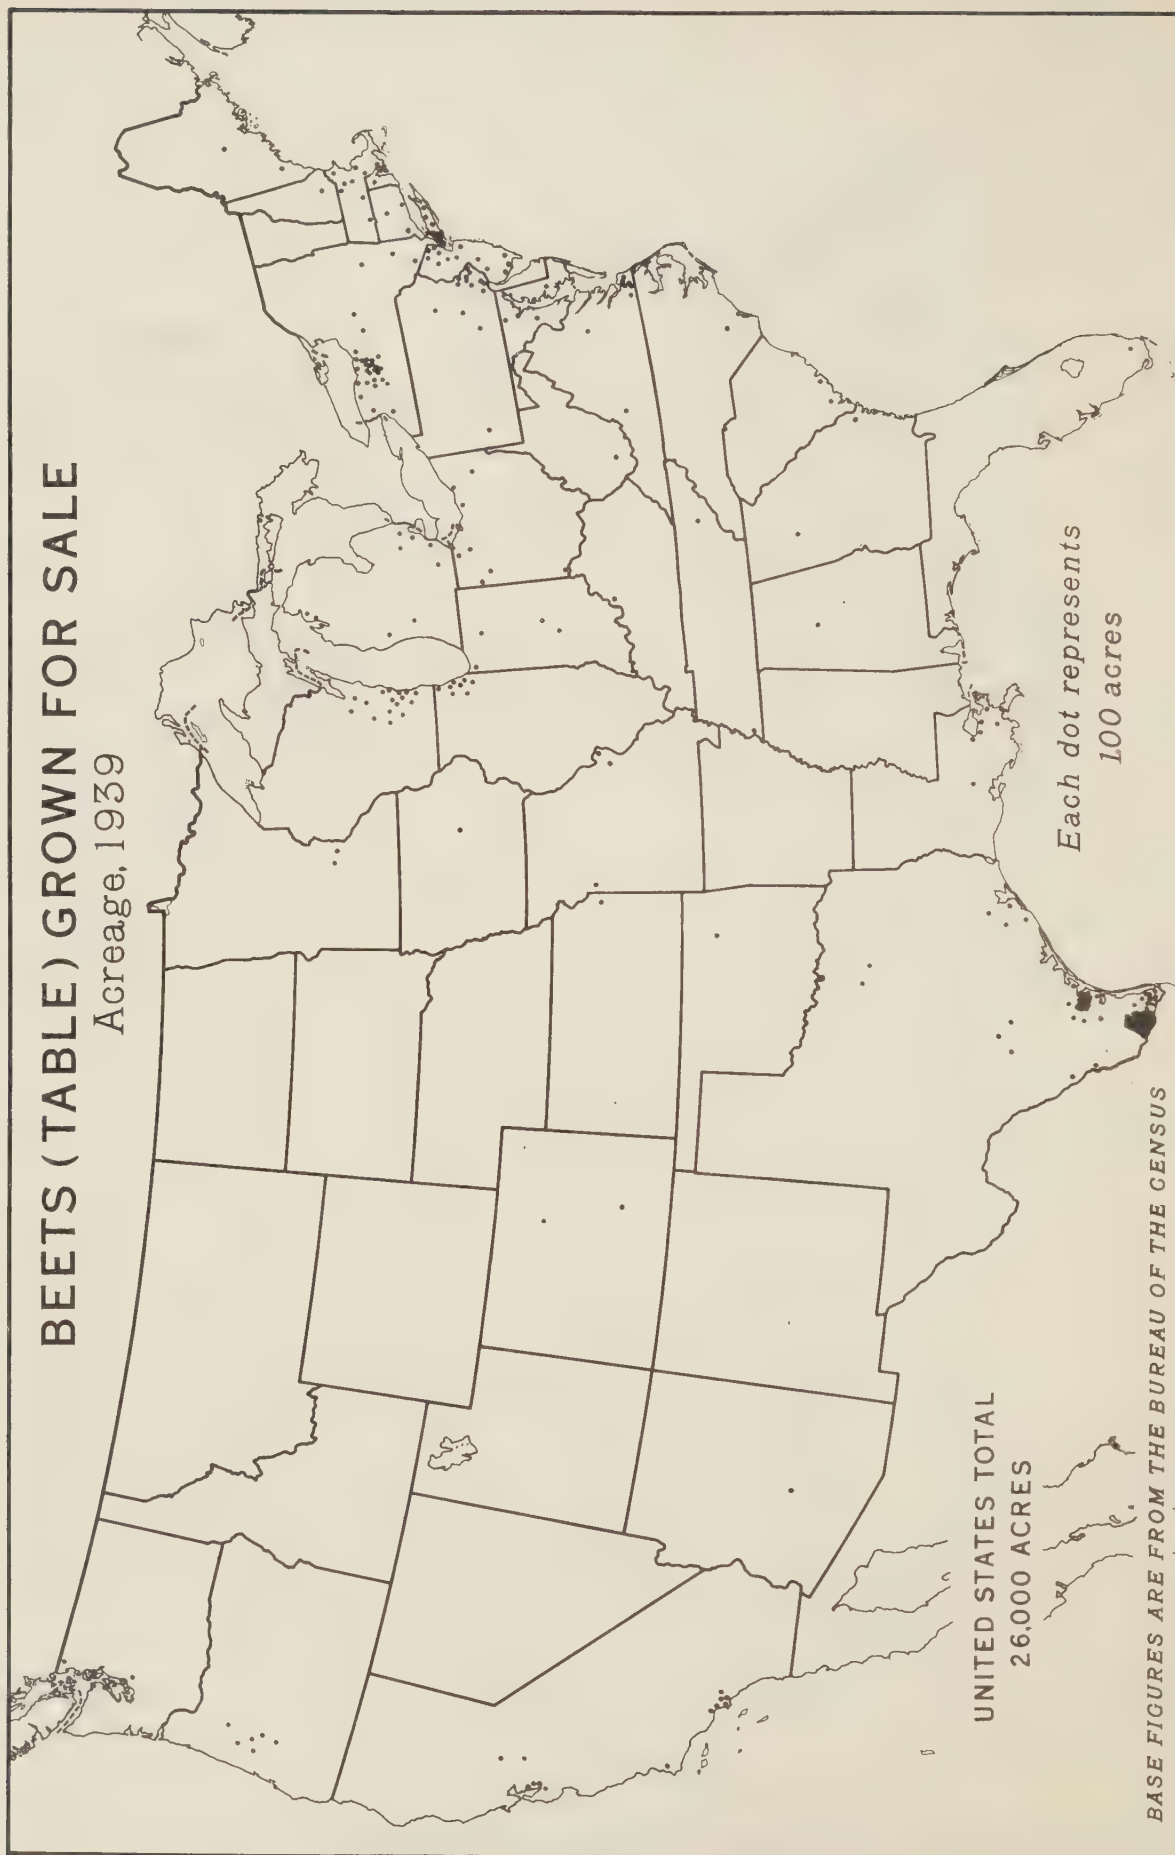 BEETS (TABLE) GROWN FOR SALE
Acreage, 1939
Each dot represents
100 acres
UNITED STATES TOTAL
26,000 ACRES
BASE FIGURES ARE FROM THE BUREAU OF THE CENSUS